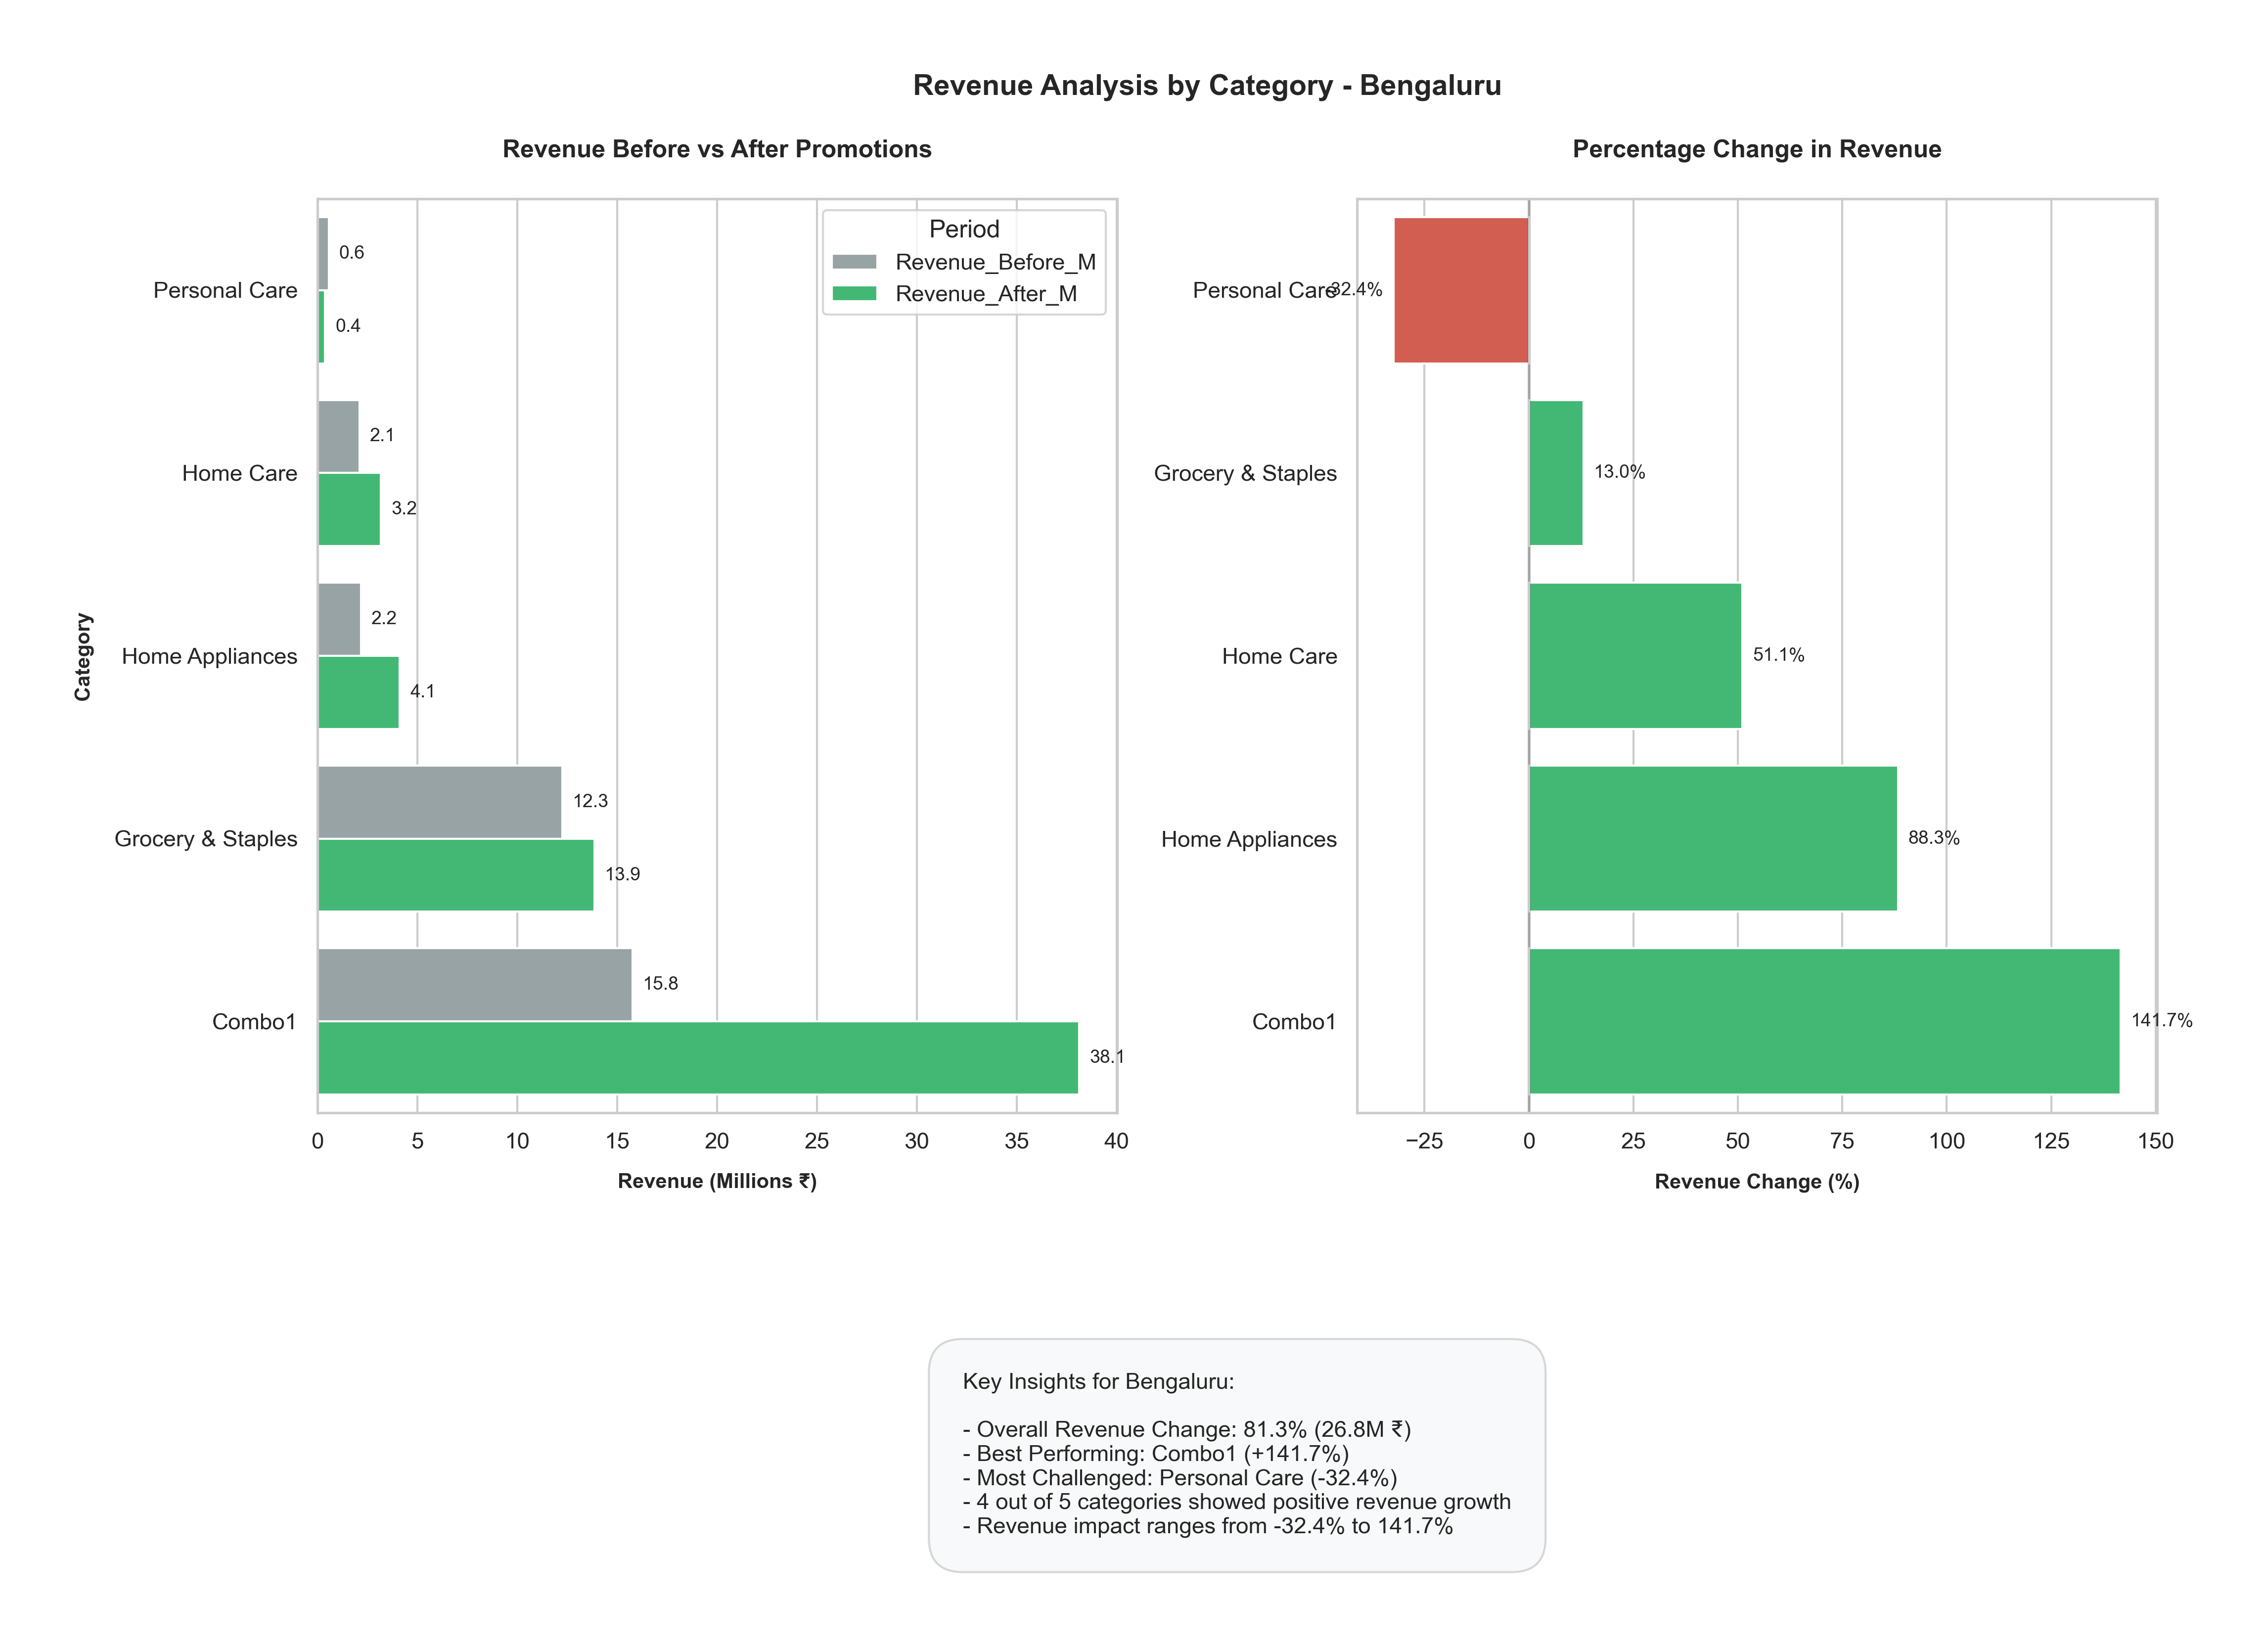 Revenue Analysis by Category - Bengaluru
Revenue Before vs After Promotions
Period
Revenue_Before_M
Revenue_After_M
Category
Personal Care
0.6
0.4
Home Care
2.1
3.2
Home Appliances
2.2
4.1
Grocery & Staples
12.3
13.9
Combo1
15.8
38.1
0 5 10 15 20 25 30 35 40
Revenue (Millions ₹)
Percentage Change in Revenue
Personal Care
-32.4%
Grocery & Staples
13.0%
Home Care
51.1%
Home Appliances
88.3%
Combo1
141.7%
−25 0 25 50 75 100 125 150
Revenue Change (%)
Key Insights for Bengaluru:
- Overall Revenue Change: 81.3% (26.8M ₹)
- Best Performing: Combo1 (+141.7%)
- Most Challenged: Personal Care (-32.4%)
- 4 out of 5 categories showed positive revenue growth
- Revenue impact ranges from -32.4% to 141.7%